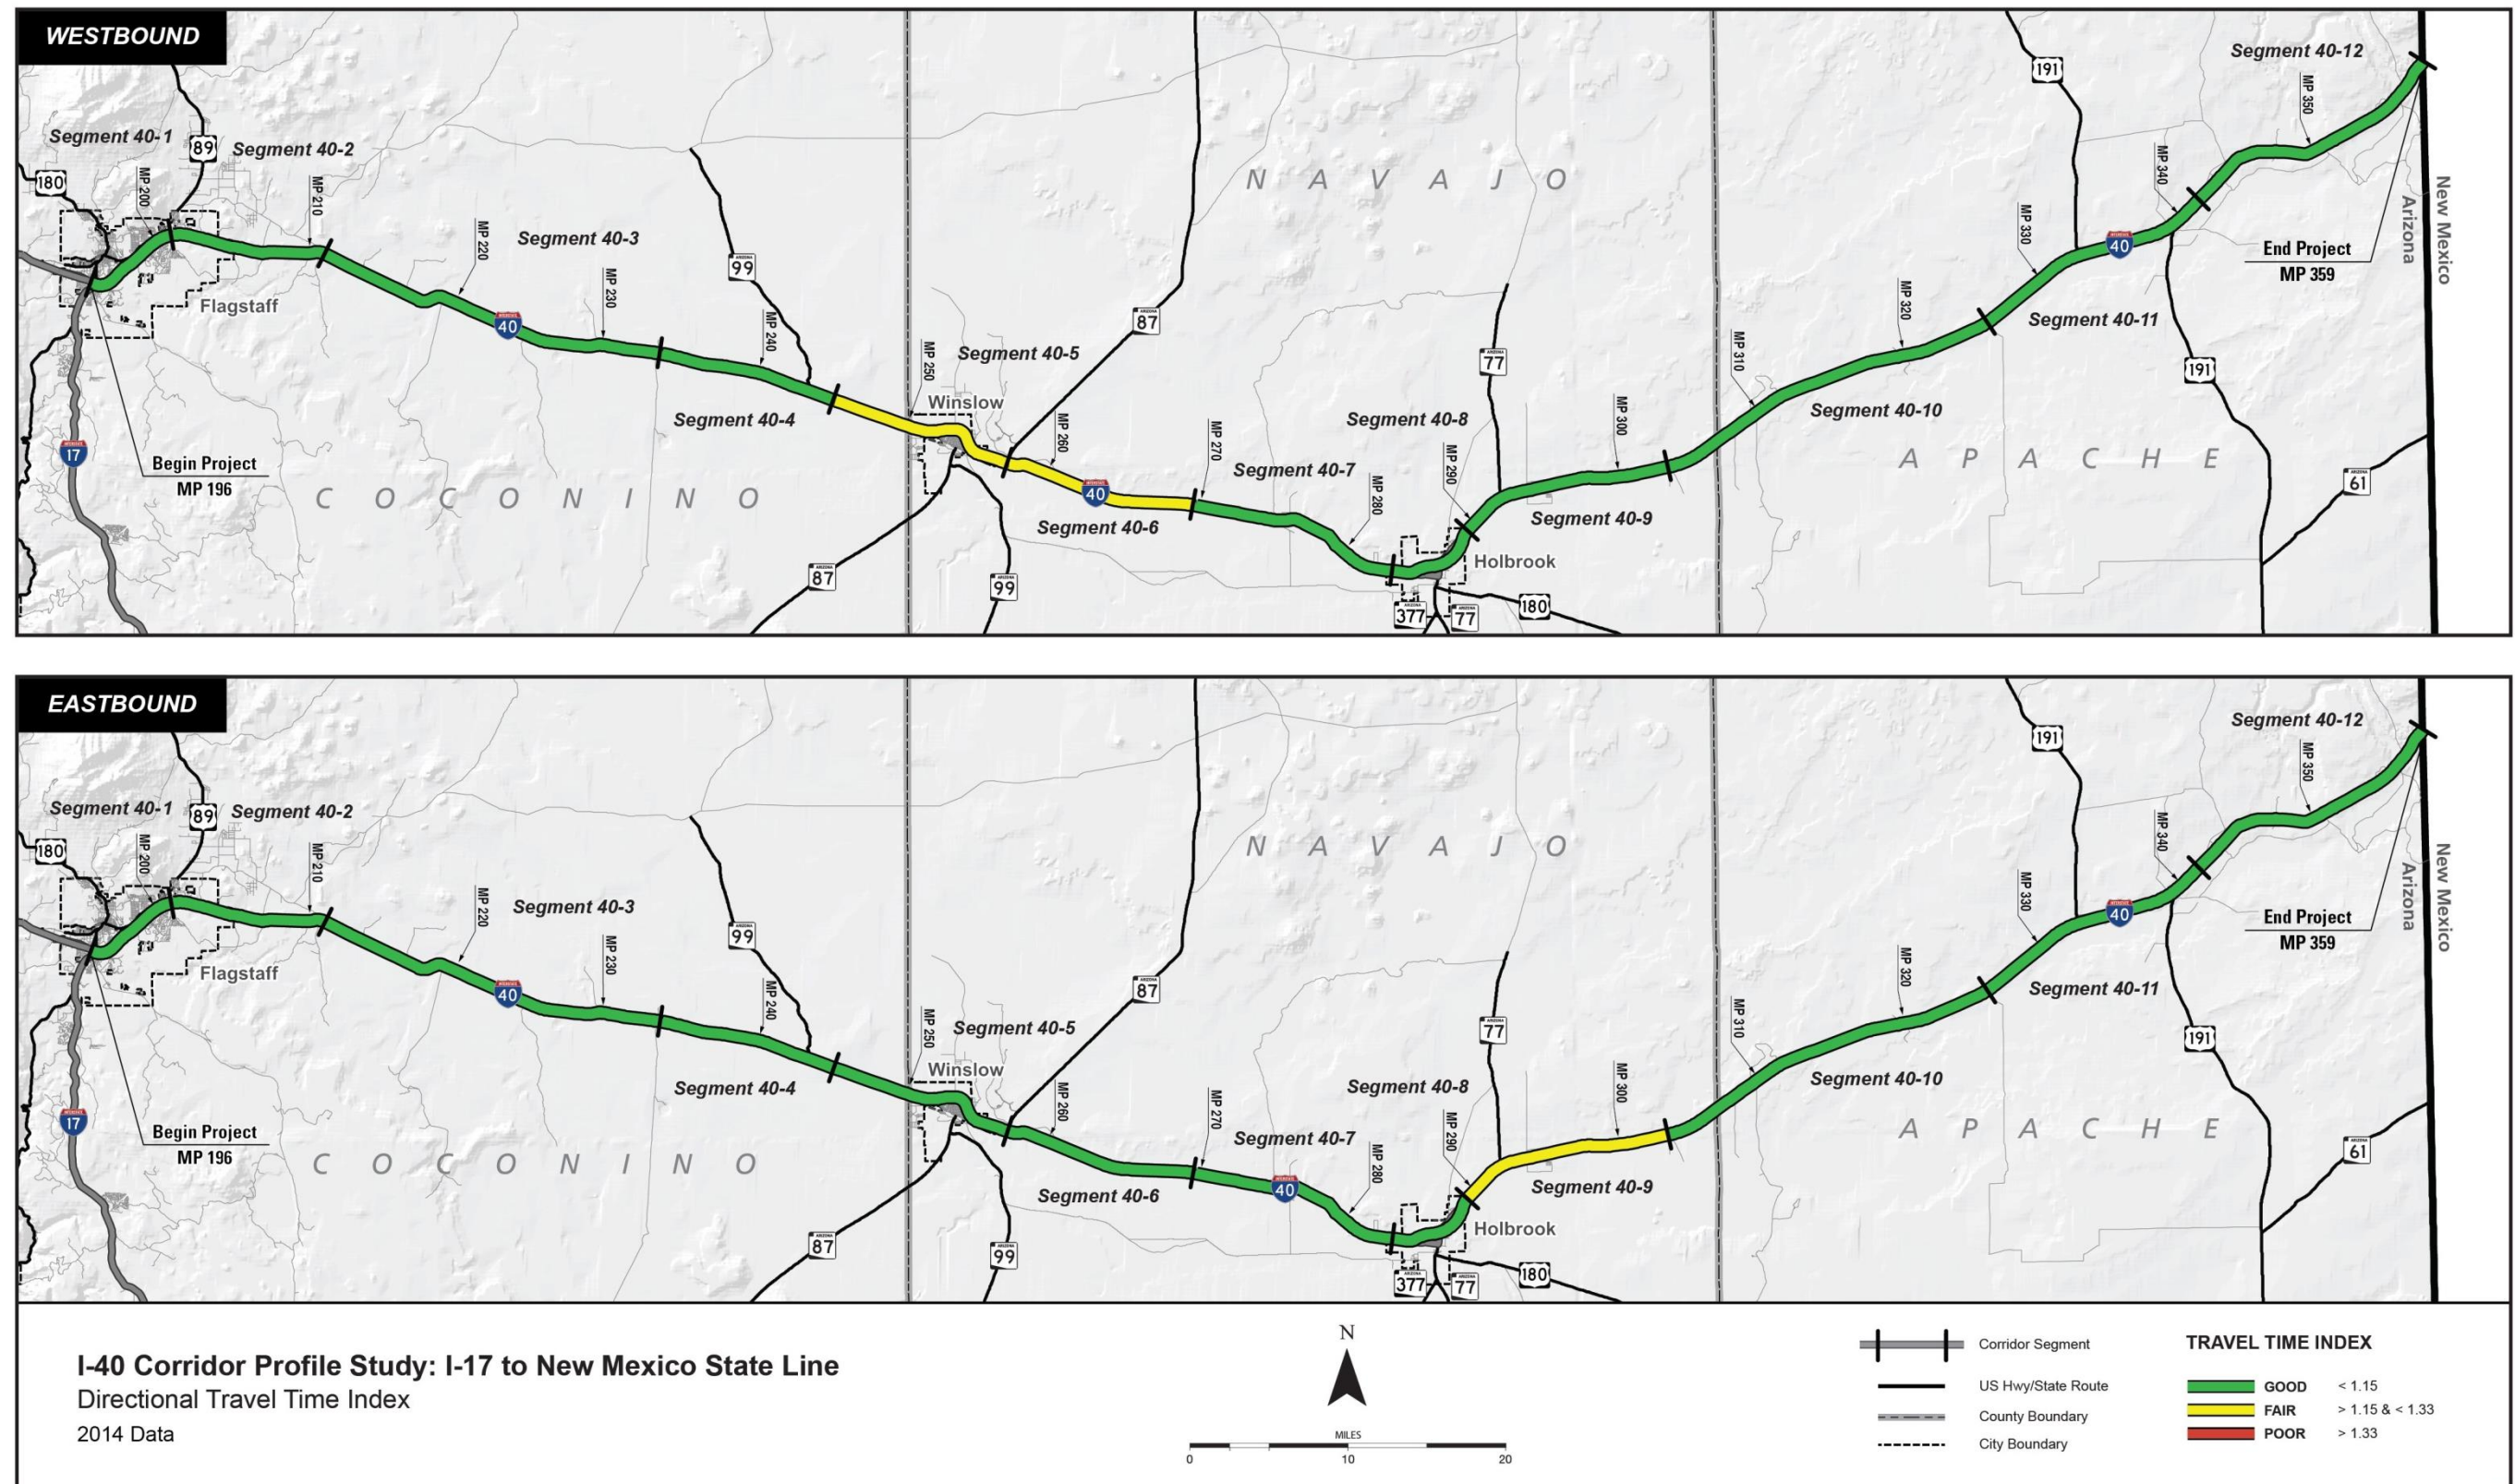 WESTBOUND
Segment 40-12
191
MP 350
Segment 40-1
89
Segment 40-2
MP 340
180
MP 200
MP 210
N A V A J O
New Mexico
Arizona
MP 220
Segment 40-3
MP 330
40
End Project
MP 359
99
MP 230
Flagstaff
40
MP 240
87
MP 320
Segment 40-11
MP 250
Segment 40-5
77
MP 310
191
Winslow
Segment 40-4
MP 260
MP 270
Segment 40-8
MP 300
Segment 40-10
17
Begin Project
MP 196
C O C O N I N O
40
Segment 40-7
MP 290
A P A C H E
61
MP 280
Segment 40-6
Segment 40-9
Holbrook
87
99
377
77
180
EASTBOUND
Segment 40-12
191
MP 350
Segment 40-1
89
Segment 40-2
MP 340
180
MP 200
MP 210
N A V A J O
New Mexico
Arizona
MP 220
Segment 40-3
MP 330
40
End Project
MP 359
99
MP 230
Flagstaff
40
MP 240
87
MP 320
Segment 40-11
MP 250
Segment 40-5
77
MP 310
191
Winslow
Segment 40-4
MP 260
MP 270
Segment 40-8
MP 300
Segment 40-10
17
Begin Project
MP 196
C O C O N I N O
Segment 40-7
MP 290
A P A C H E
61
MP 280
40
Segment 40-6
Segment 40-9
Holbrook
87
99
377
77
180
I-40 Corridor Profile Study: I-17 to New Mexico State Line
Directional Travel Time Index
2014 Data
N
MILES
0 10 20
Corridor Segment
US Hwy/State Route
County Boundary
City Boundary
TRAVEL TIME INDEX
GOOD < 1.15
FAIR > 1.15 & < 1.33
POOR > 1.33